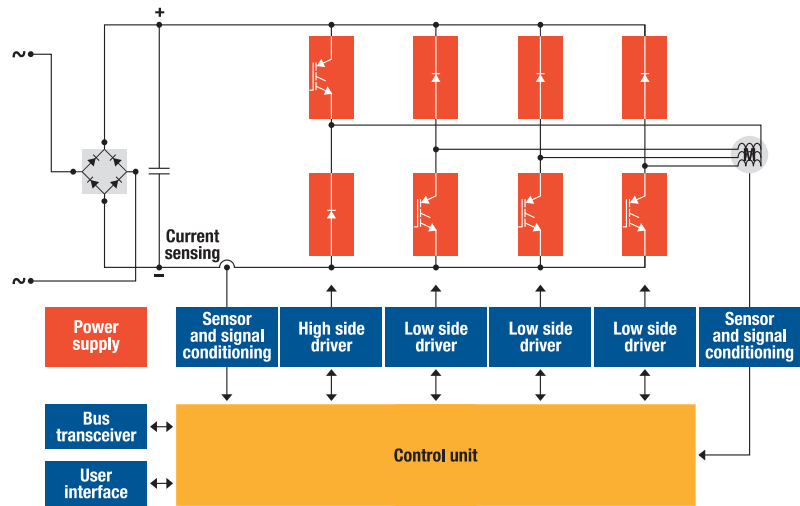 ~
+
~
M
Current
sensing
–
Power
supply
Sensor
and signal
conditioning
High side
driver
Low side
driver
Low side
driver
Low side
driver
Sensor
and signal
conditioning
Bus
transceiver
Control unit
User
interface